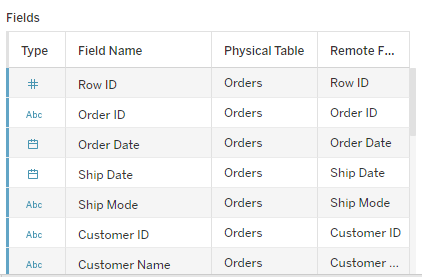 Fields
Type Field Name Physical Table Remote F...
# Row ID Orders Row ID
Abc Order ID Orders Order ID
Order Date Orders Order Date
Ship Date Orders Ship Date
Abc Ship Mode Orders Ship Mode
Abc Customer ID Orders Customer ID
Abc Customer Name Orders Customer ...